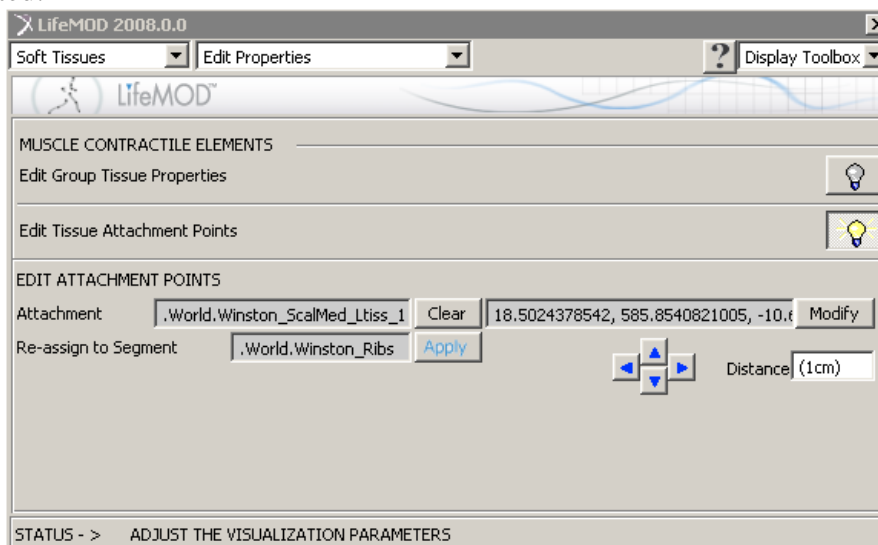 LifeMOD 2008.0.0
Soft Tissues Edit Properties ? Display Toolbox
LifeMOD™
MUSCLE CONTRACTILE ELEMENTS
Edit Group Tissue Properties
Edit Tissue Attachment Points
EDIT ATTACHMENT POINTS
Attachment .World.Winston_ScalMed_Ltiss_1 Clear 18.5024378542, 585.8540821005, -10.6 Modify
Re-assign to Segment .World.Winston_Ribs Apply
Distance (1cm)
STATUS - > ADJUST THE VISUALIZATION PARAMETERS